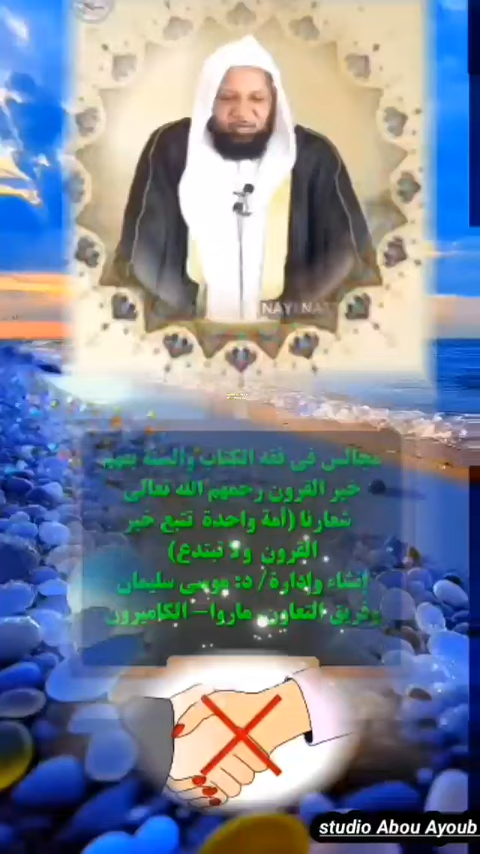 NAYLNA
مجالس في فقه الكتاب والسنة بفهم
خير القرون رحمهم الله تعالى
شعارنا (أمة واحدة تتبع خير
القرون ولا تبتدع)
إنشاء وإدارة/ د: موسى سليمان
وفريق التعاون. ماروا– الكاميرون
studio Abou Ayoub